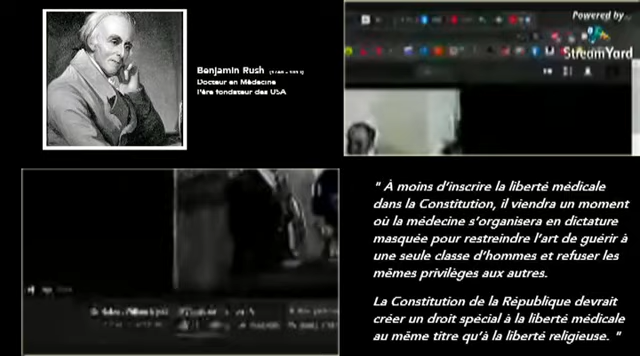 Powered by
StreamYard
Benjamin Rush
Docteur en Médecine
Père fondateur des USA
" À moins d'inscrire la liberté médicale
dans la Constitution, il viendra un moment
où la médecine s'organisera en dictature
masquée pour restreindre l'art de guérir à
une seule classe d'hommes et refuser les
mêmes privilèges aux autres.
La Constitution de la République devrait
créer un droit spécial à la liberté médicale
au même titre qu'à la liberté religieuse. "